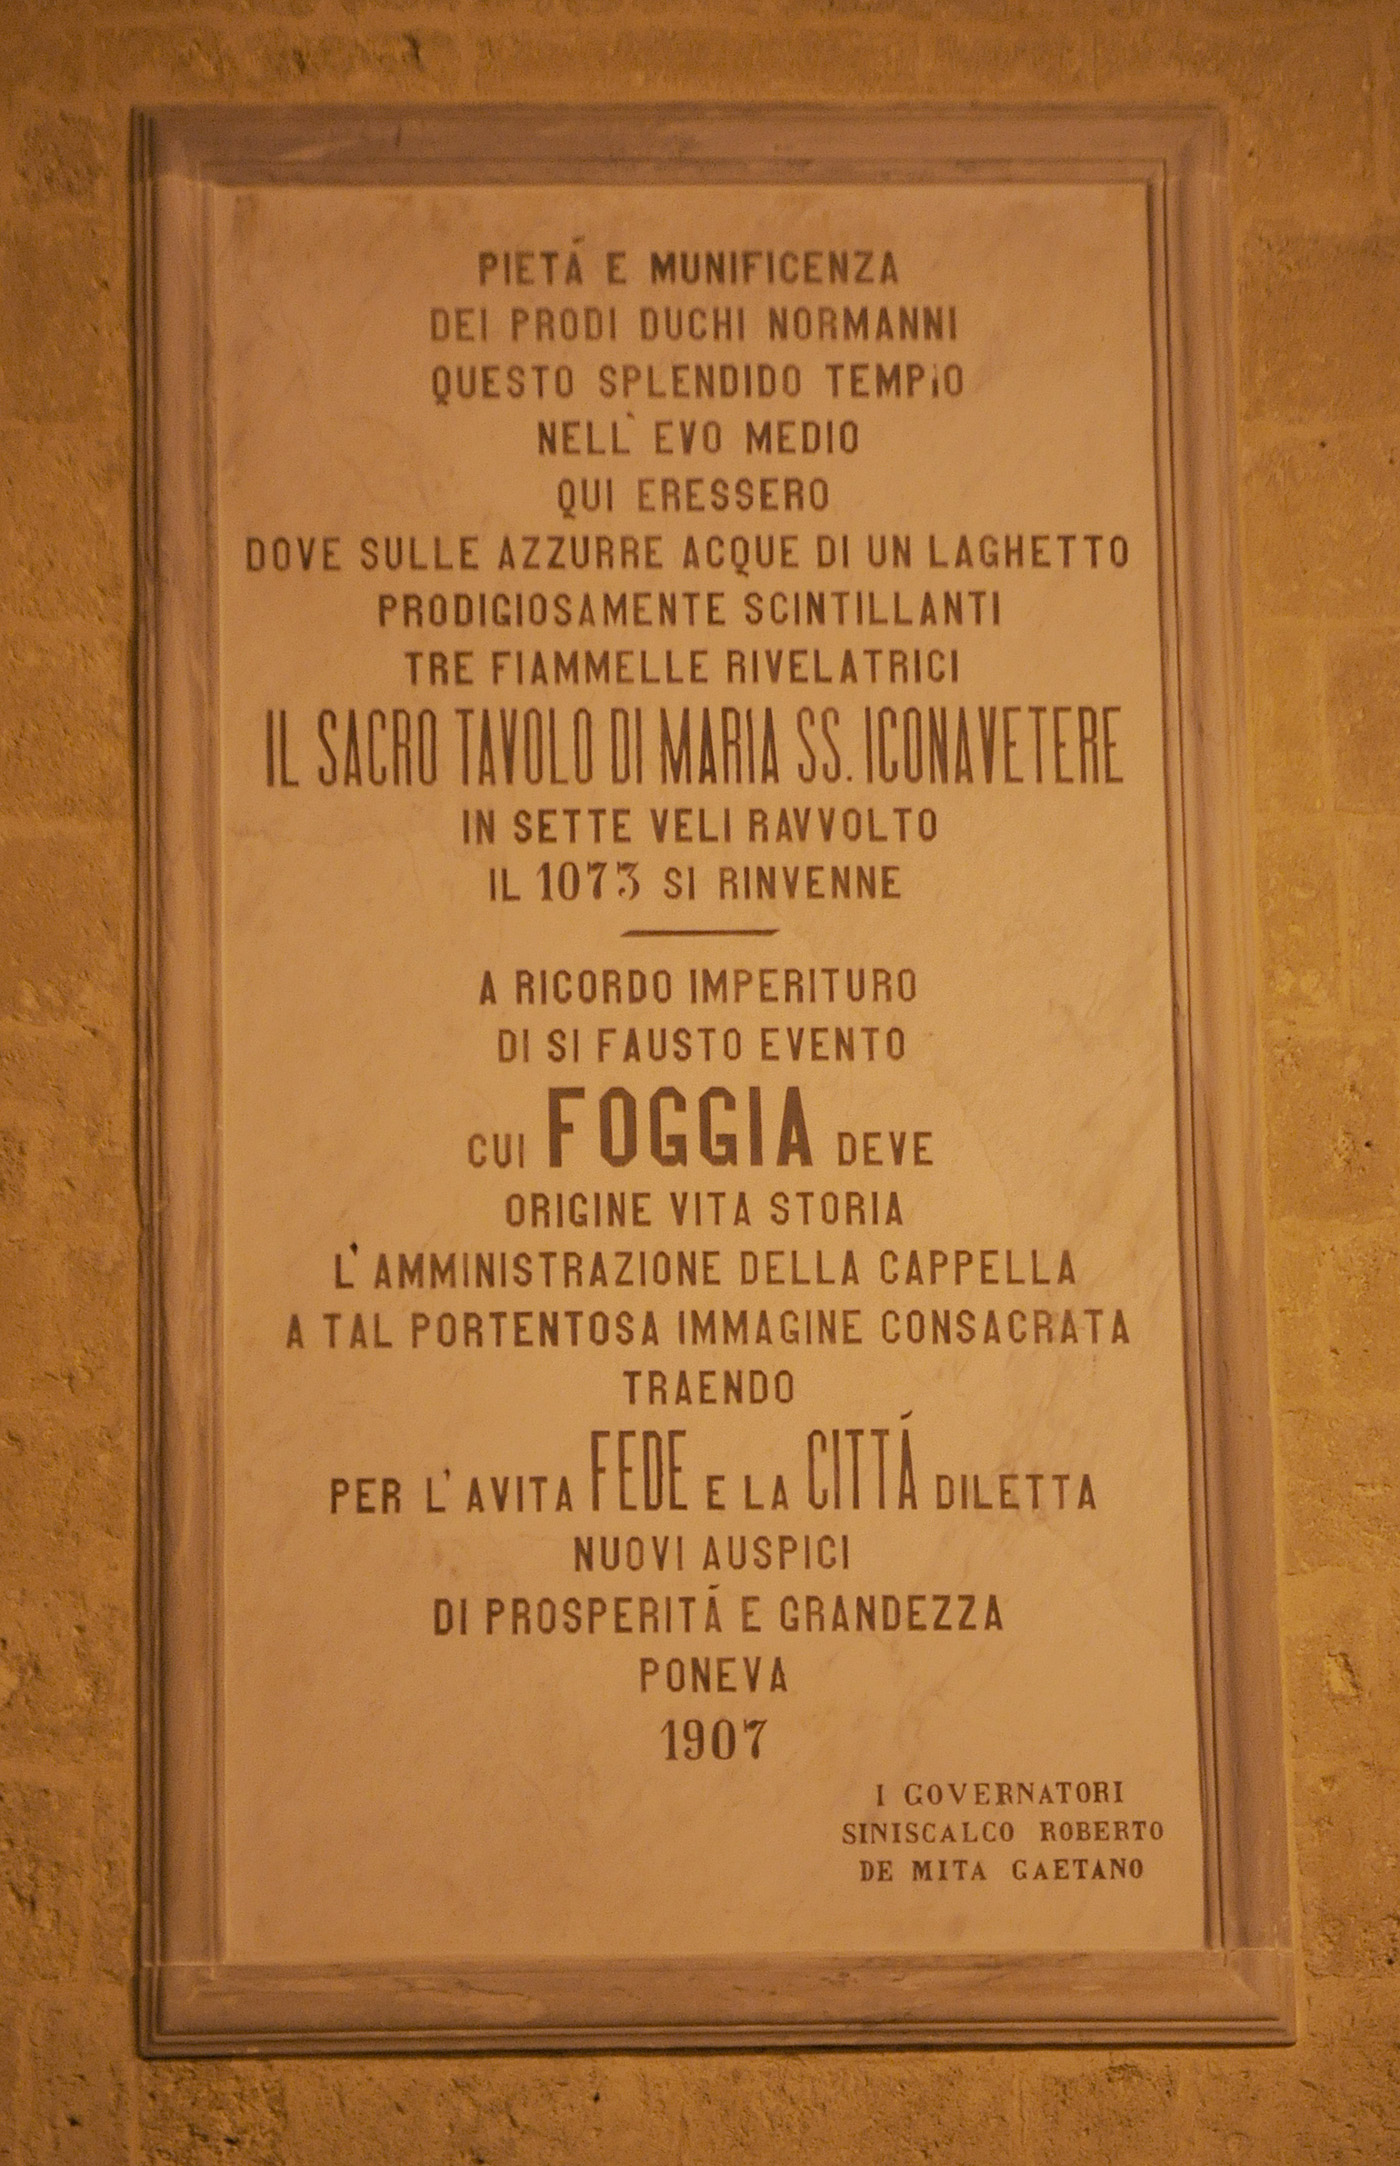 PIETÁ E MUNIFICENZA
DEI PRODI DUCHI NORMANNI
QUESTO SPLENDIDO TEMPiO
NELL' EVO MEDIO
QUI ERESSERO
DOVE SULLE AZZURRE ACQUE DI UN LAGHETTO
PRODIGIOSAMENTE SCINTILLANTI
TRE FIAMMELLE RIVELATRICI
IL SACRO TAVOLO DI MARIA SS. ICONAVETERE
IN SETTE VELI RAVVOLTO
IL 1073 SI RINVENNE
A RICORDO IMPERITURO
DI SI FAUSTO EVENTO
CUI FOGGIA DEVE
ORIGINE VITA STORIA
L'AMMINISTRAZIONE DELLA CAPPELLA
A TAL PORTENTOSA IMMAGINE CONSACRATA
TRAENDO
PER L'AVITA FEDE E LA CITTÁ DILETTA
NUOVI AUSPICI
DI PROSPERITÁ E GRANDEZZA
PONEVA
1907
I GOVERNATORI
SINISCALCO ROBERTO
DE MITA GAETANO